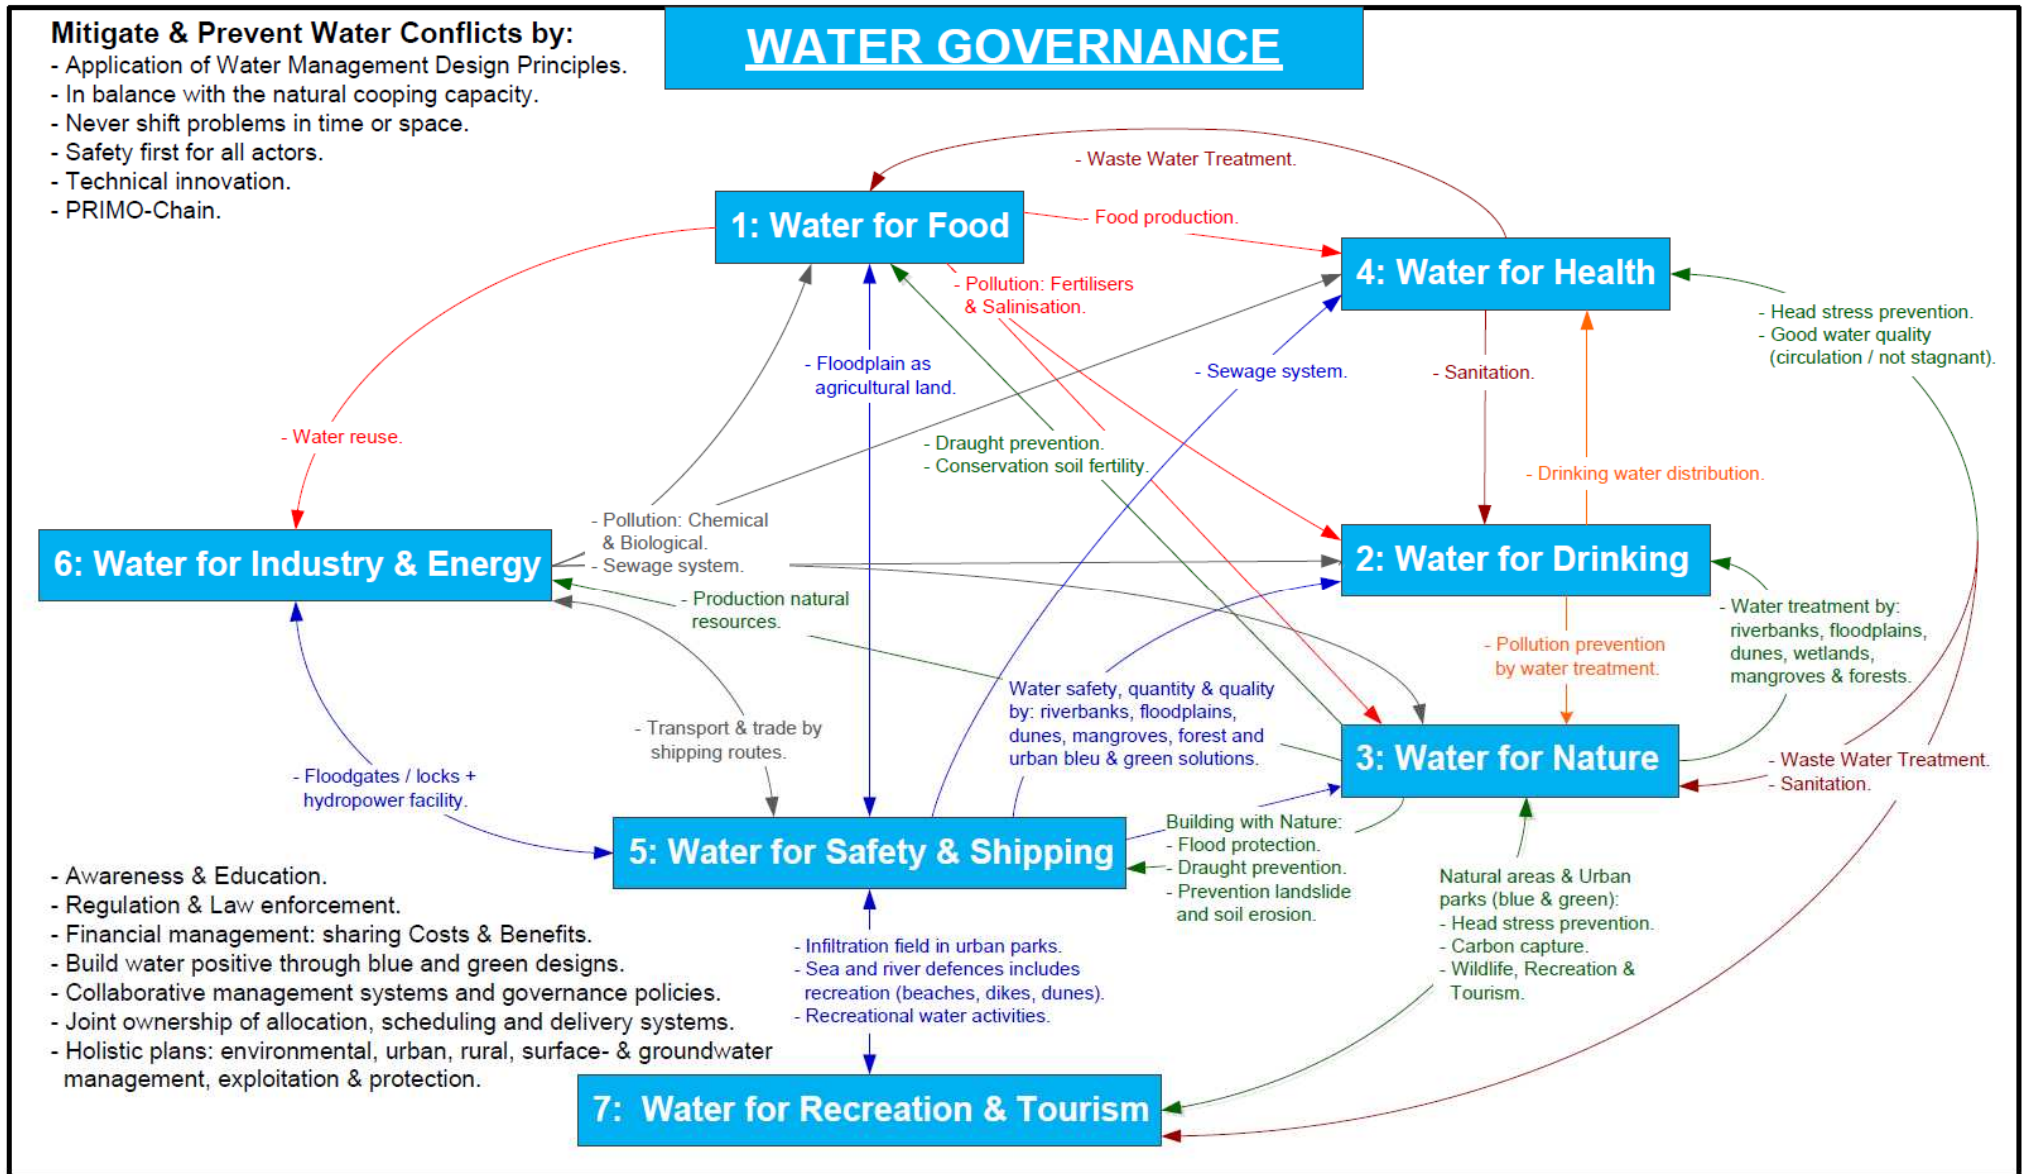 Mitigate & Prevent Water Conflicts by:
- Application of Water Management Design Principles.
- In balance with the natural cooping capacity.
- Never shift problems in time or space.
- Safety first for all actors.
- Technical innovation.
- PRIMO-Chain.
WATER GOVERNANCE
- Waste Water Treatment.
1: Water for Food
- Food production.
4: Water for Health
- Pollution: Fertilisers
& Salinisation.
- Head stress prevention.
- Good water quality
(circulation / not stagnant).
- Floodplain as
agricultural land.
- Sewage system.
- Sanitation.
- Water reuse.
- Draught prevention.
- Conservation soil fertility.
- Drinking water distribution.
- Pollution: Chemical
& Biological.
- Sewage system.
6: Water for Industry & Energy
2: Water for Drinking
- Production natural
resources.
- Water treatment by:
riverbanks, floodplains,
dunes, wetlands,
mangroves & forests.
- Pollution prevention
by water treatment.
Water safety, quantity & quality
by: riverbanks, floodplains,
dunes, mangroves, forest and
urban bleu & green solutions.
- Transport & trade by
shipping routes.
3: Water for Nature
- Waste Water Treatment.
- Sanitation.
- Floodgates / locks +
hydropower facility.
5: Water for Safety & Shipping
Building with Nature:
- Flood protection.
- Draught prevention.
- Prevention landslide
and soil erosion.
Natural areas & Urban
parks (blue & green):
- Head stress prevention.
- Carbon capture.
- Wildlife, Recreation &
Tourism.
- Awareness & Education.
- Regulation & Law enforcement.
- Financial management: sharing Costs & Benefits.
- Build water positive through blue and green designs.
- Collaborative management systems and governance policies.
- Joint ownership of allocation, scheduling and delivery systems.
- Holistic plans: environmental, urban, rural, surface- & groundwater
management, exploitation & protection.
- Infiltration field in urban parks.
- Sea and river defences includes
recreation (beaches, dikes, dunes).
- Recreational water activities.
7: Water for Recreation & Tourism